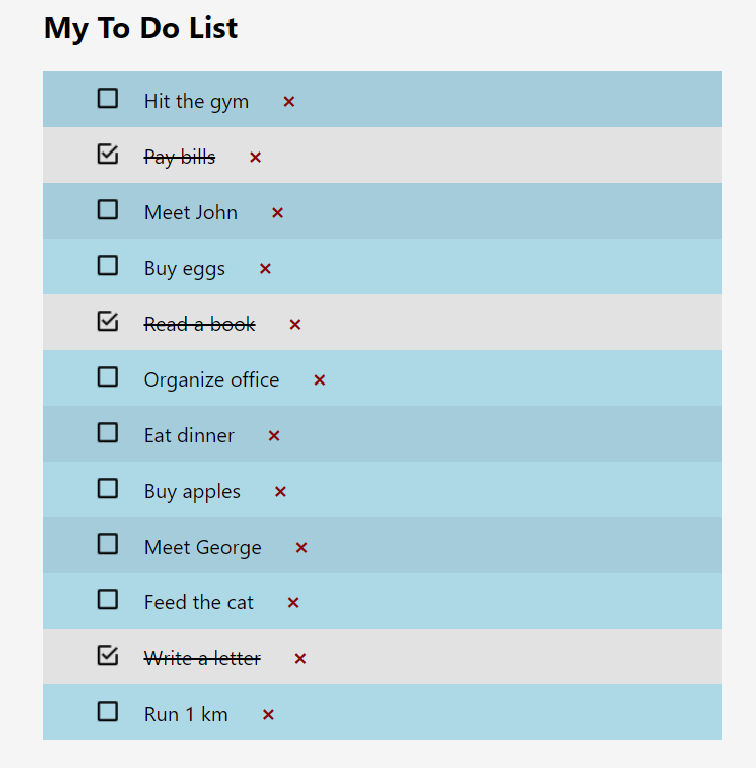 My To Do List
Hit the gym ×
Pay bills ×
Meet John ×
Buy eggs ×
Read a book ×
Organize office ×
Eat dinner ×
Buy apples ×
Meet George ×
Feed the cat ×
Write a letter ×
Run 1 km ×